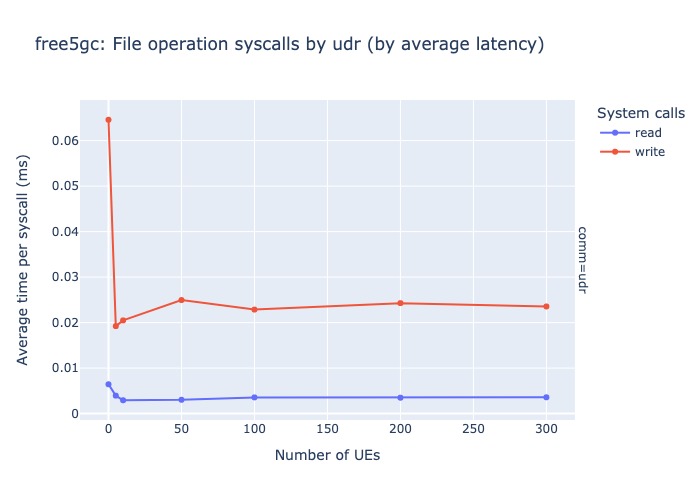 free5gc: File operation syscalls by udr (by average latency)
System calls
read
write
Average time per syscall (ms)
0.06
0.05
0.04
0.03
0.02
0.01
0
comm=udr
0 50 100 150 200 250 300
Number of UEs